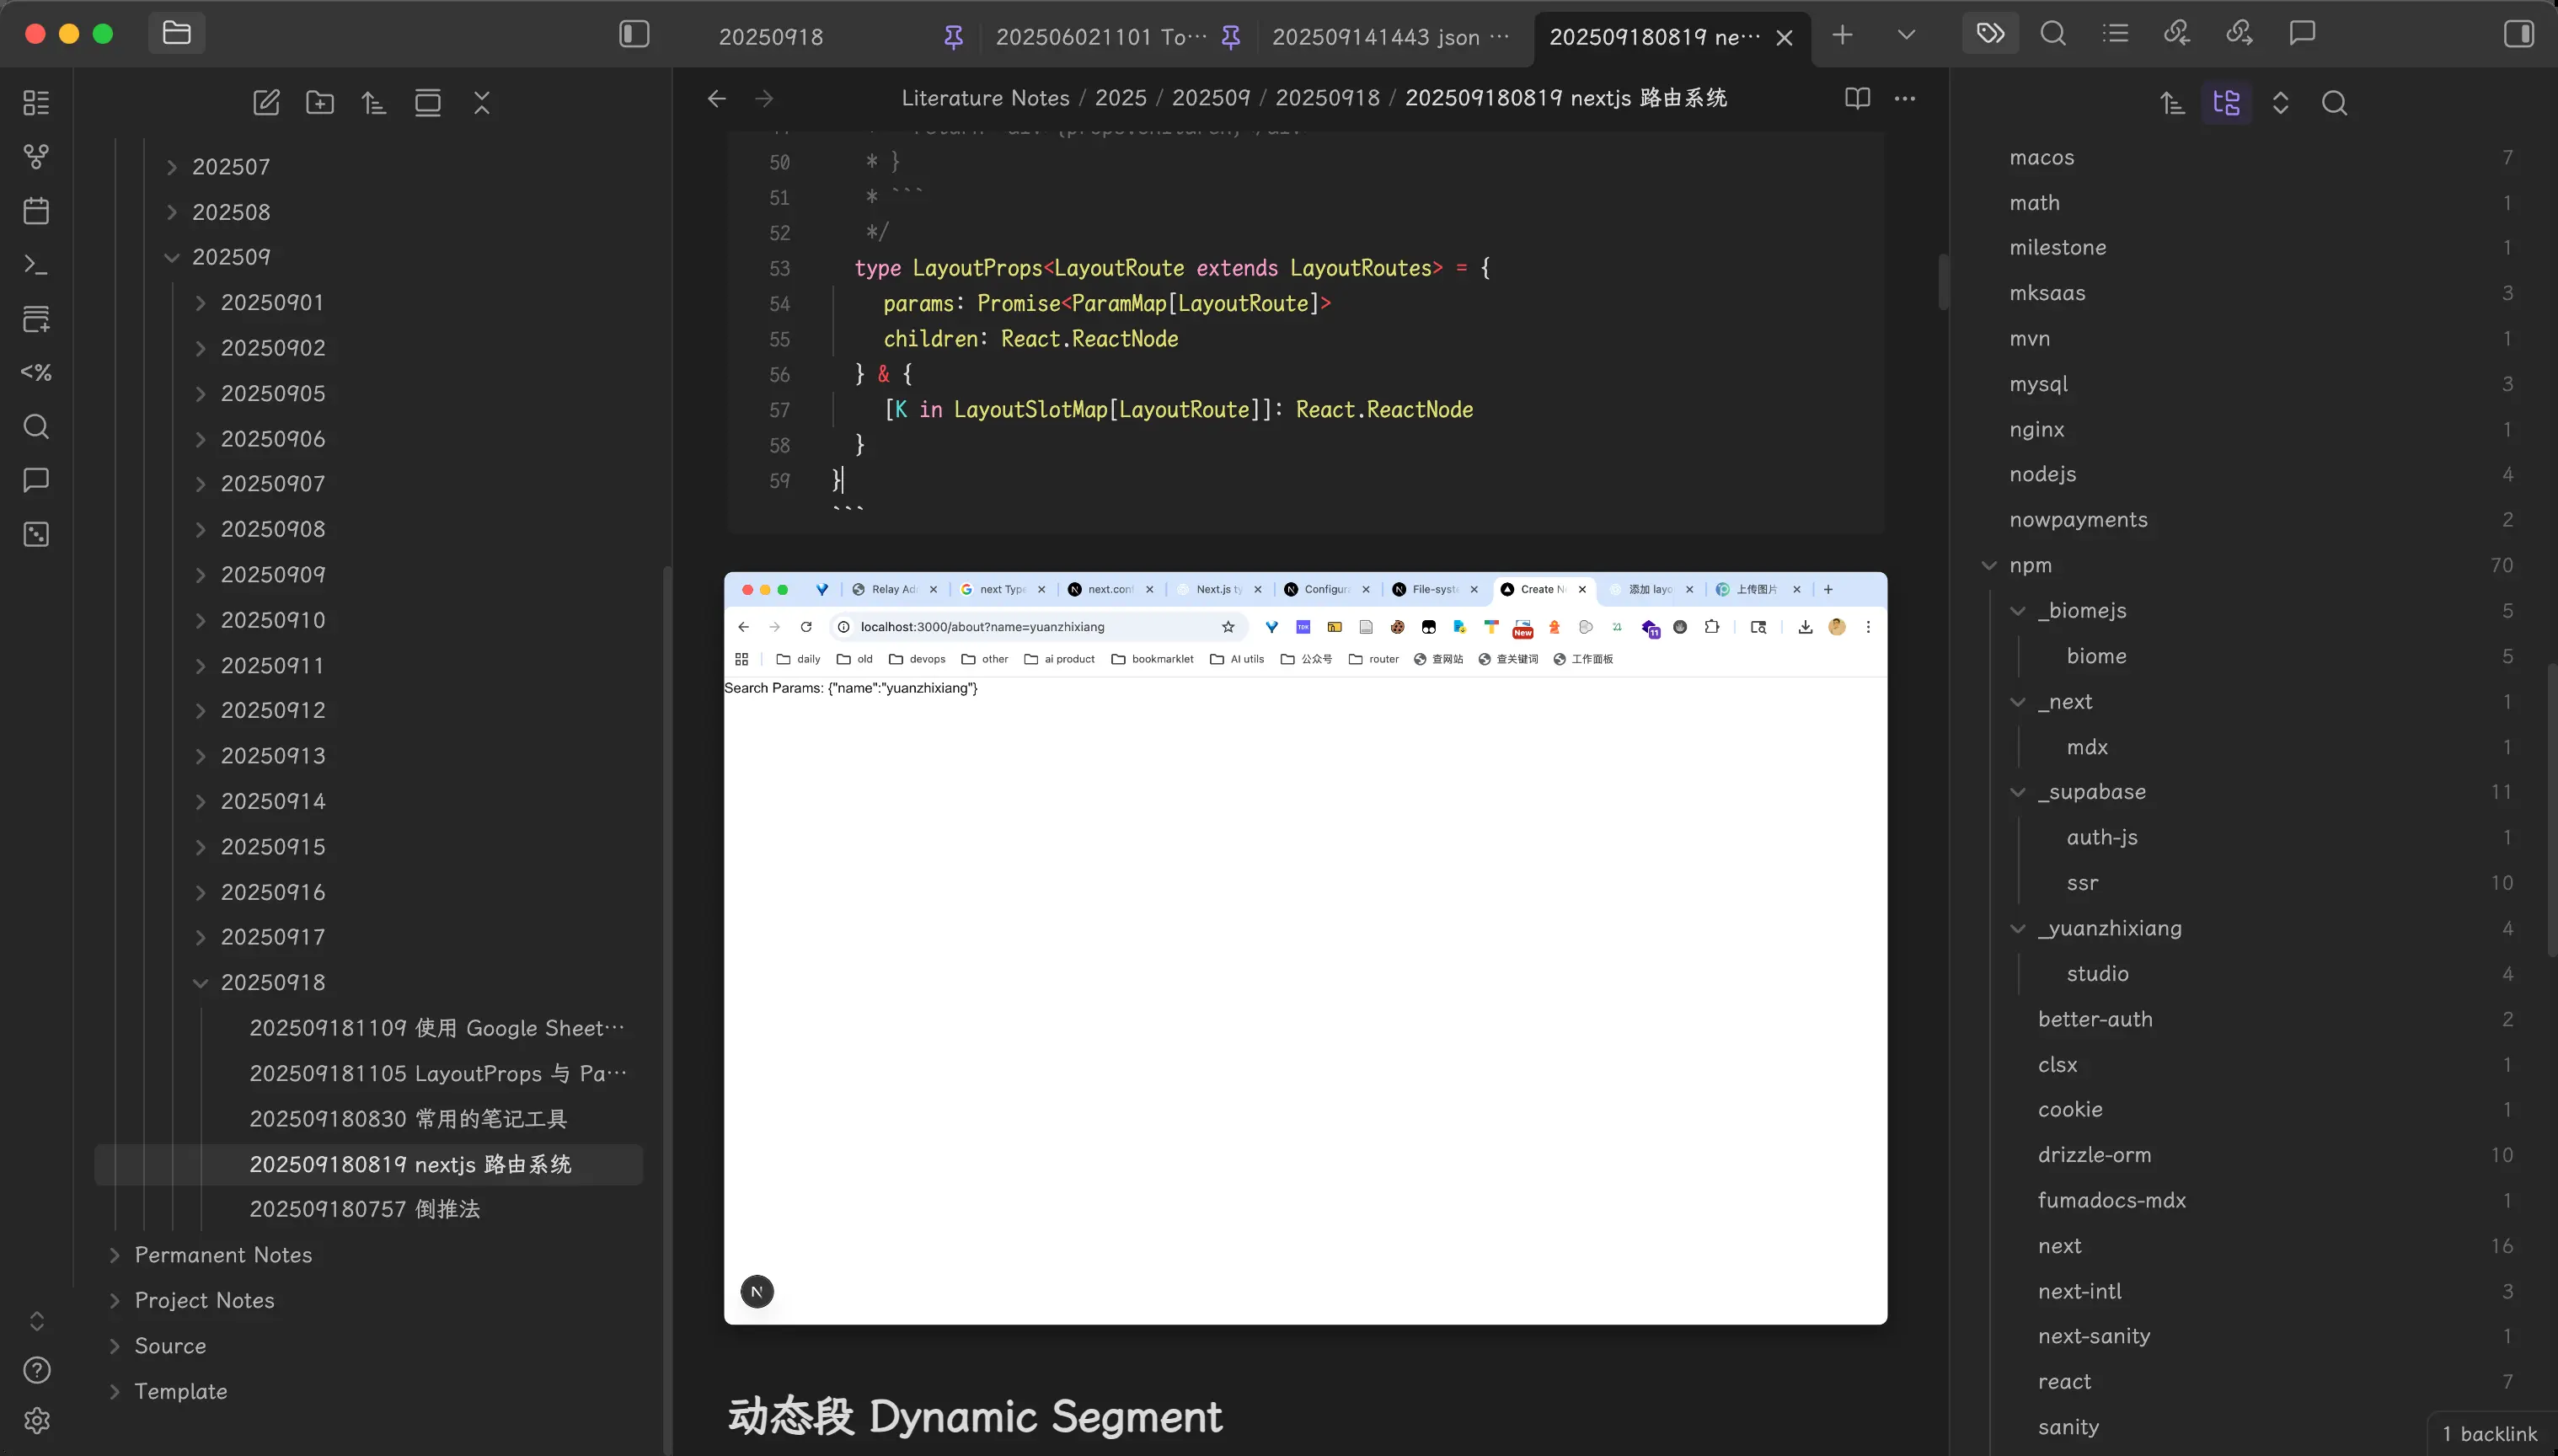 20250918
202506021101 To···
202509141443 json ···
202509180819 ne···
202507
202508
202509
20250901
20250902
20250905
20250906
20250907
20250908
20250909
20250910
20250911
20250912
20250913
20250914
20250915
20250916
20250917
20250918
202509181109 使用 Google Sheet···
202509181105 LayoutProps 与 Pa···
202509180830 常用的笔记工具
202509180819 nextjs 路由系统
202509180757 倒推法
Permanent Notes
Project Notes
Source
Template
Literature Notes / 2025 / 202509 / 20250918 / 202509180819 nextjs 路由系统
50 * }
51 * ```
52 */
53 type LayoutProps<LayoutRoute extends LayoutRoutes> = {
54 params: Promise<ParamMap[LayoutRoute]>
55 children: React.ReactNode
56 } & {
57 [K in LayoutSlotMap[LayoutRoute]]: React.ReactNode
58 }
59 }
```
Relay Ad
next Type
next.con
Next.js ty
Configur
File-syst
Create N
添加 layo
上传图片
localhost:3000/about?name=yuanzhixiang
New
11
daily
old
devops
other
ai product
bookmarklet
AI utils
公众号
router
查网站
查关键词
工作面板
Search Params: {"name":"yuanzhixiang"}
N
动态段 Dynamic Segment
macos 7
math 1
milestone 1
mksaas 3
mvn 1
mysql 3
nginx 1
nodejs 4
nowpayments 2
npm 70
_biomejs 5
biome 5
_next 1
mdx 1
_supabase 11
auth-js 1
ssr 10
_yuanzhixiang 4
studio 4
better-auth 2
clsx 1
cookie 1
drizzle-orm 10
fumadocs-mdx 1
next 16
next-intl 3
next-sanity 1
react 7
sanity
1 backlink